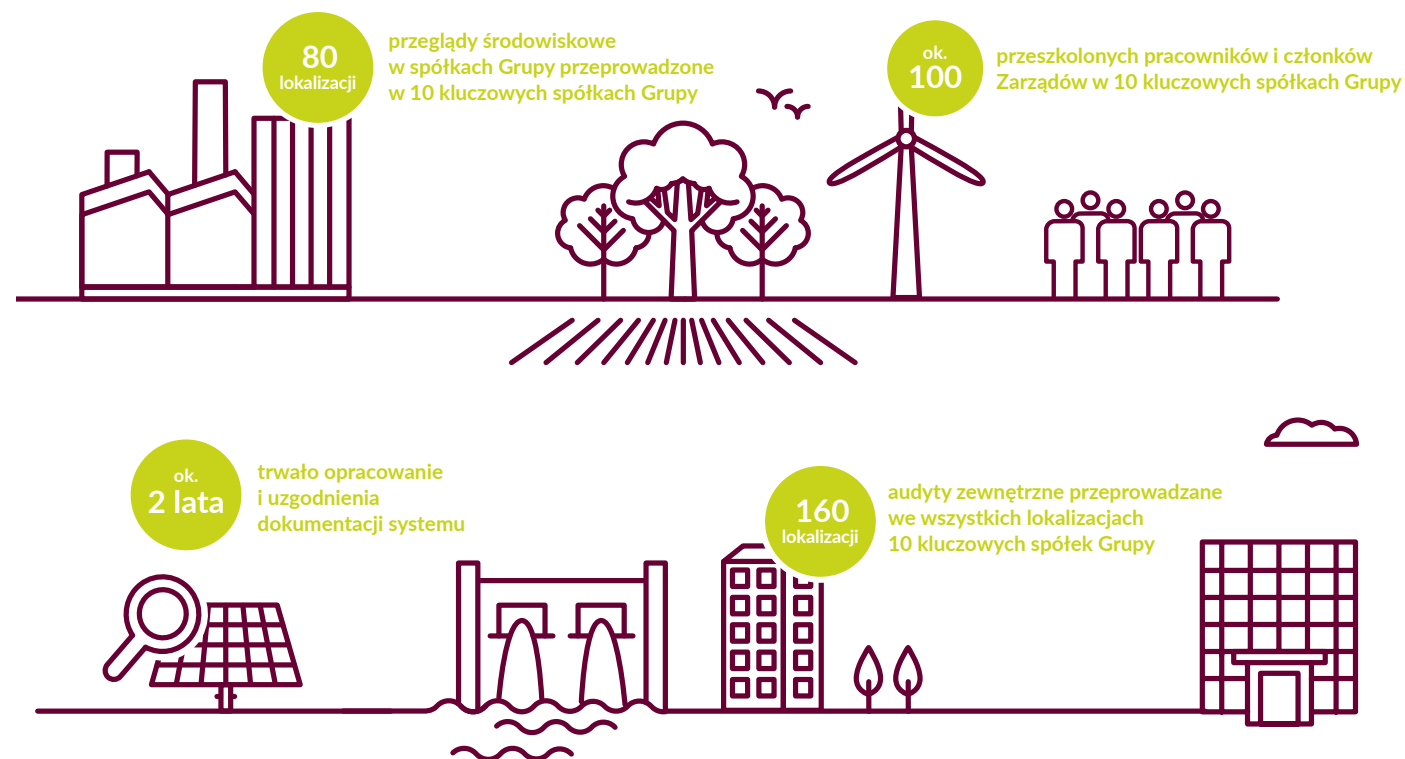 80
lokalizacji
przeglądy środowiskowe
w spółkach Grupy przeprowadzone
w 10 kluczowych spółkach Grupy
ok.
100
przeszkolonych pracowników i członków
Zarządów w 10 kluczowych spółkach Grupy
ok.
2 lata
trwało opracowanie
i uzgodnienia
dokumentacji systemu
160
lokalizacji
audyty zewnętrzne przeprowadzane
we wszystkich lokalizacjach
10 kluczowych spółek Grupy